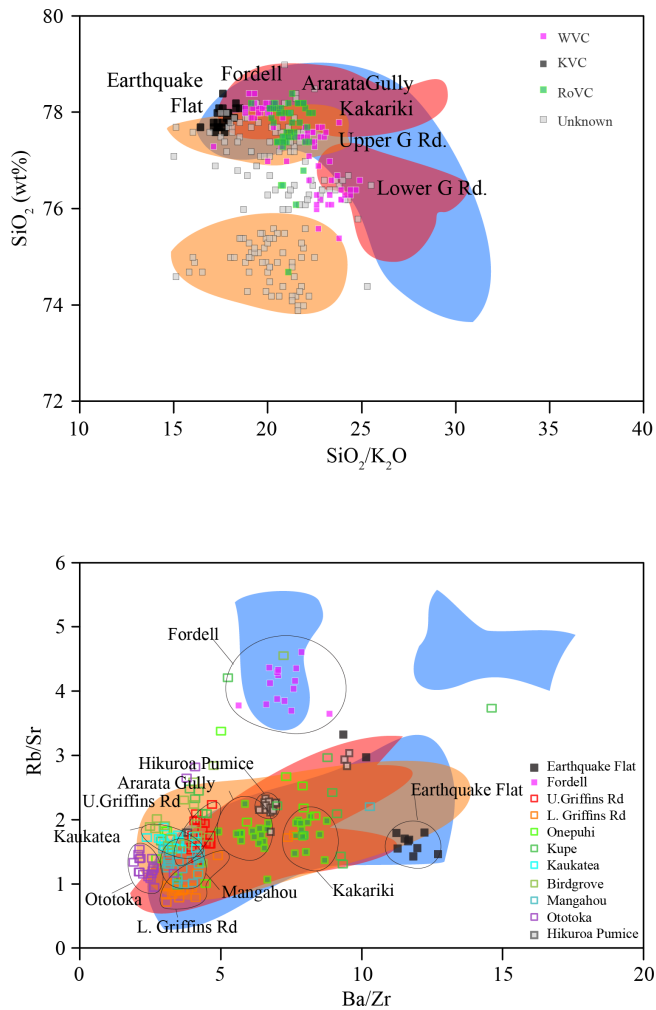 80
78
76
74
72
SiO2 (wt%)
10
15
20
25
30
35
40
SiO2/K2O
WVC
KVC
RoVC
Unknown
Earthquake
Flat
Fordell
ArarataGully
Kakariki
Upper G Rd.
Lower G Rd.
6
5
4
3
2
1
0
Rb/Sr
0
5
10
15
20
Ba/Zr
Fordell
Hikuroa Pumice
Ararata Gully
U.Griffins Rd
Kaukatea
Ototoka
L. Griffins Rd
Mangahou
Kakariki
Earthquake Flat
Earthquake Flat
Fordell
U.Griffins Rd
L. Griffins Rd
Onepuhi
Kupe
Kaukatea
Birdgrove
Mangahou
Ototoka
Hikuroa Pumice